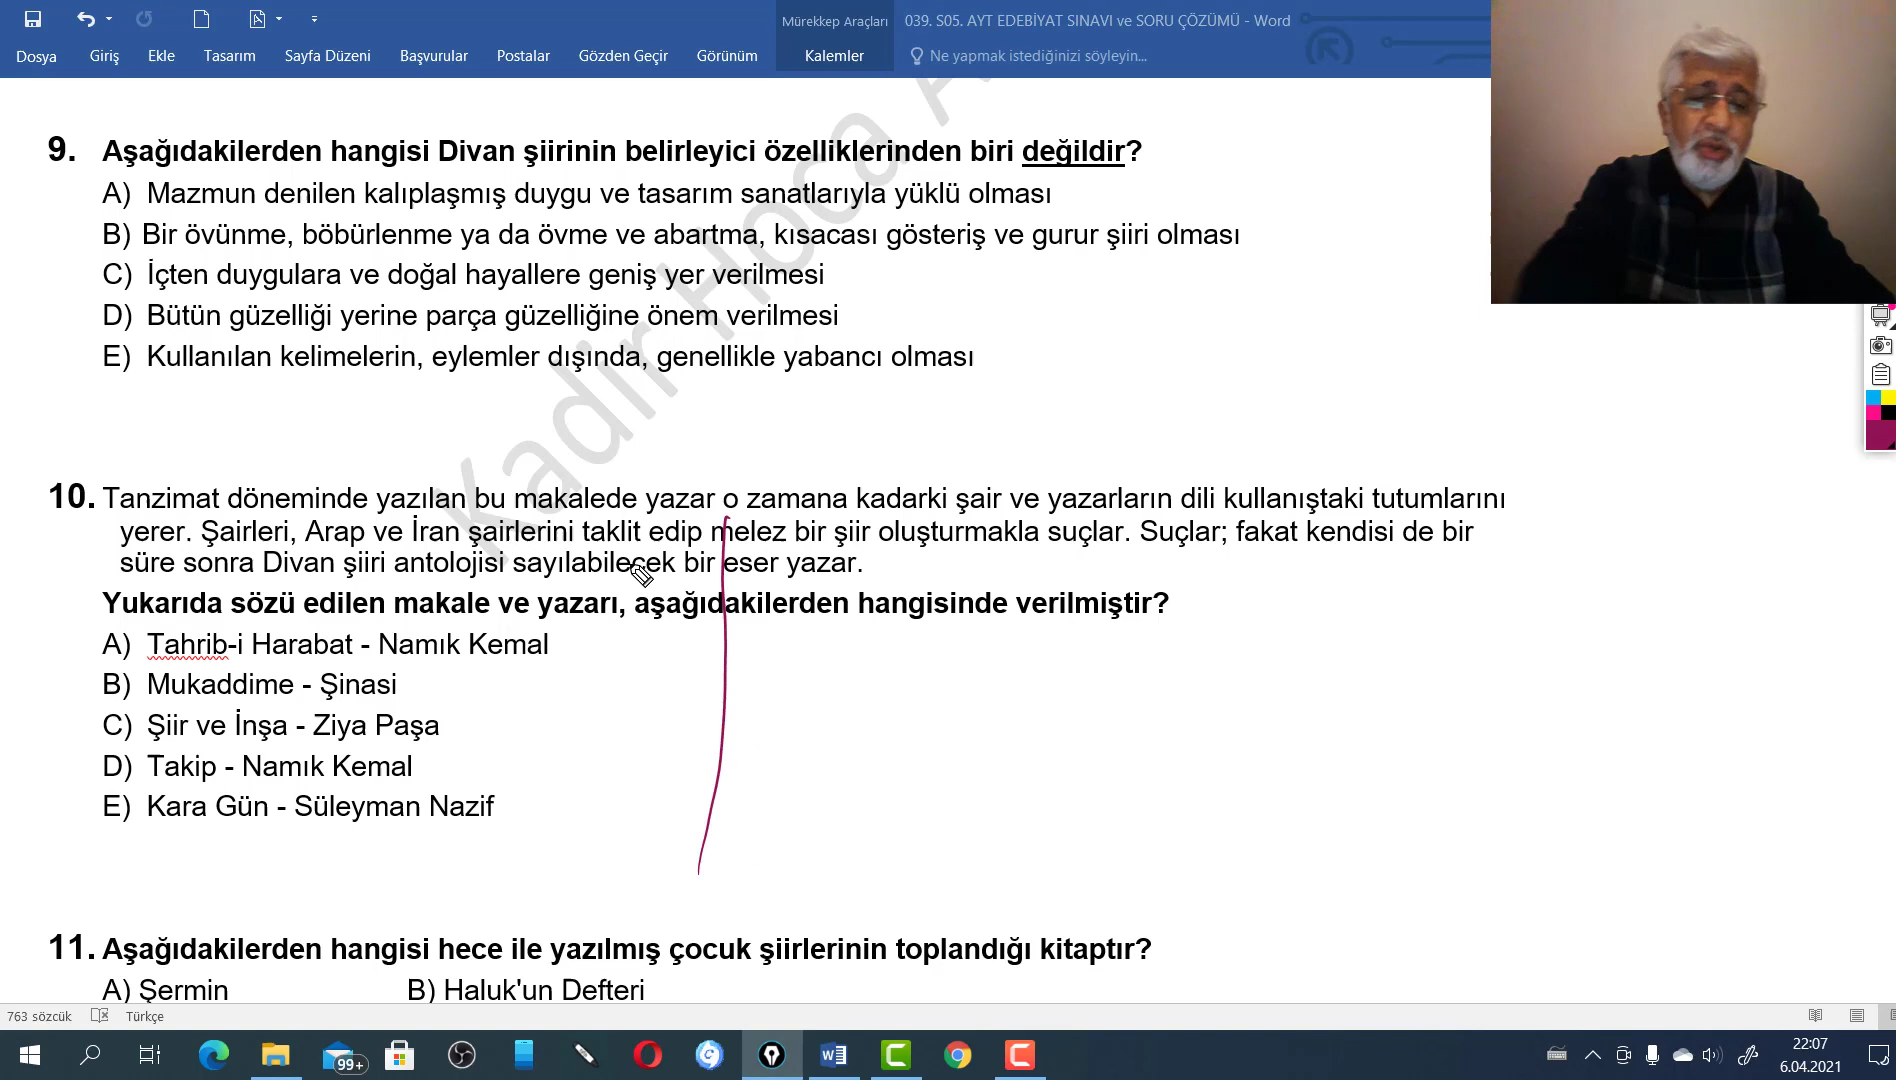 Mürekkep Araçları 039. S05. AYT EDEBİYAT SINAVI ve SORU ÇÖZÜMÜ - Word
Dosya Giriş Ekle Tasarım Sayfa Düzeni Başvurular Postalar Gözden Geçir Görünüm Kalemler Ne yapmak istediğinizi söyleyin...
9. Aşağıdakilerden hangisi Divan şiirinin belirleyici özelliklerinden biri değildir?
A) Mazmun denilen kalıplaşmış duygu ve tasarım sanatlarıyla yüklü olması
B) Bir övünme, böbürlenme ya da övme ve abartma, kısacası gösteriş ve gurur şiiri olması
C) İçten duygulara ve doğal hayallere geniş yer verilmesi
D) Bütün güzelliği yerine parça güzelliğine önem verilmesi
E) Kullanılan kelimelerin, eylemler dışında, genellikle yabancı olması
Kadir Hoca A
10. Tanzimat döneminde yazılan bu makalede yazar o zamana kadarki şair ve yazarların dili kullanıştaki tutumlarını
yerer. Şairleri, Arap ve İran şairlerini taklit edip melez bir şiir oluşturmakla suçlar. Suçlar; fakat kendisi de bir
süre sonra Divan şiiri antolojisi sayılabilecek bir eser yazar.
Yukarıda sözü edilen makale ve yazarı, aşağıdakilerden hangisinde verilmiştir?
A) Tahrib-i Harabat - Namık Kemal
B) Mukaddime - Şinasi
C) Şiir ve İnşa - Ziya Paşa
D) Takip - Namık Kemal
E) Kara Gün - Süleyman Nazif
11. Aşağıdakilerden hangisi hece ile yazılmış çocuk şiirlerinin toplandığı kitaptır?
A) Şermin B) Haluk'un Defteri
763 sözcük Türkçe
99+
22:07
6.04.2021